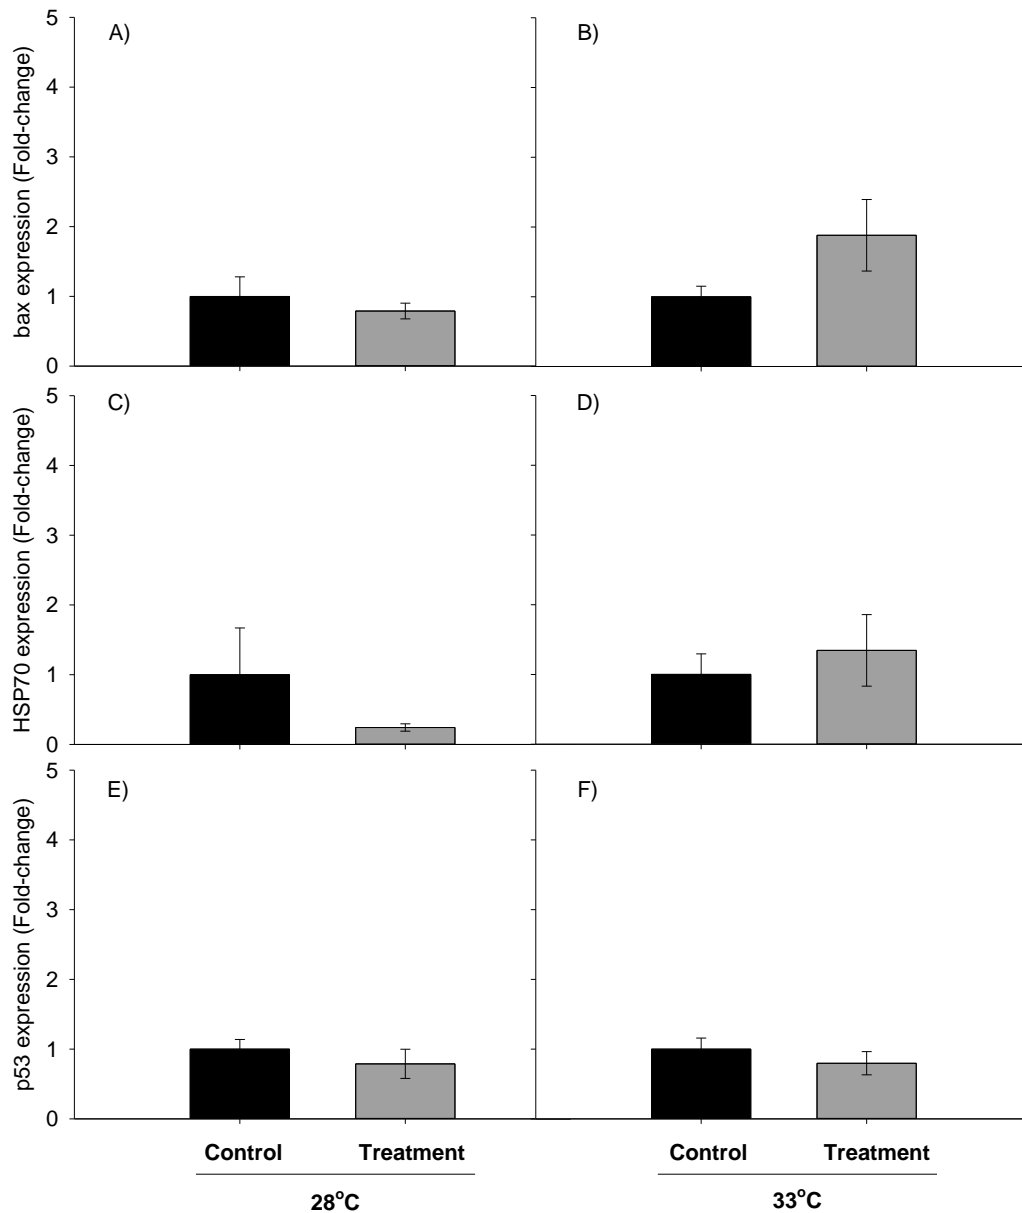 A)
B)
bax expression (Fold-change)
5
4
3
2
1
0
C)
D)
HSP70 expression (Fold-change)
5
4
3
2
1
0
E)
F)
p53 expression (Fold-change)
5
4
3
2
1
0
Control Treatment Control Treatment
28°C 33°C